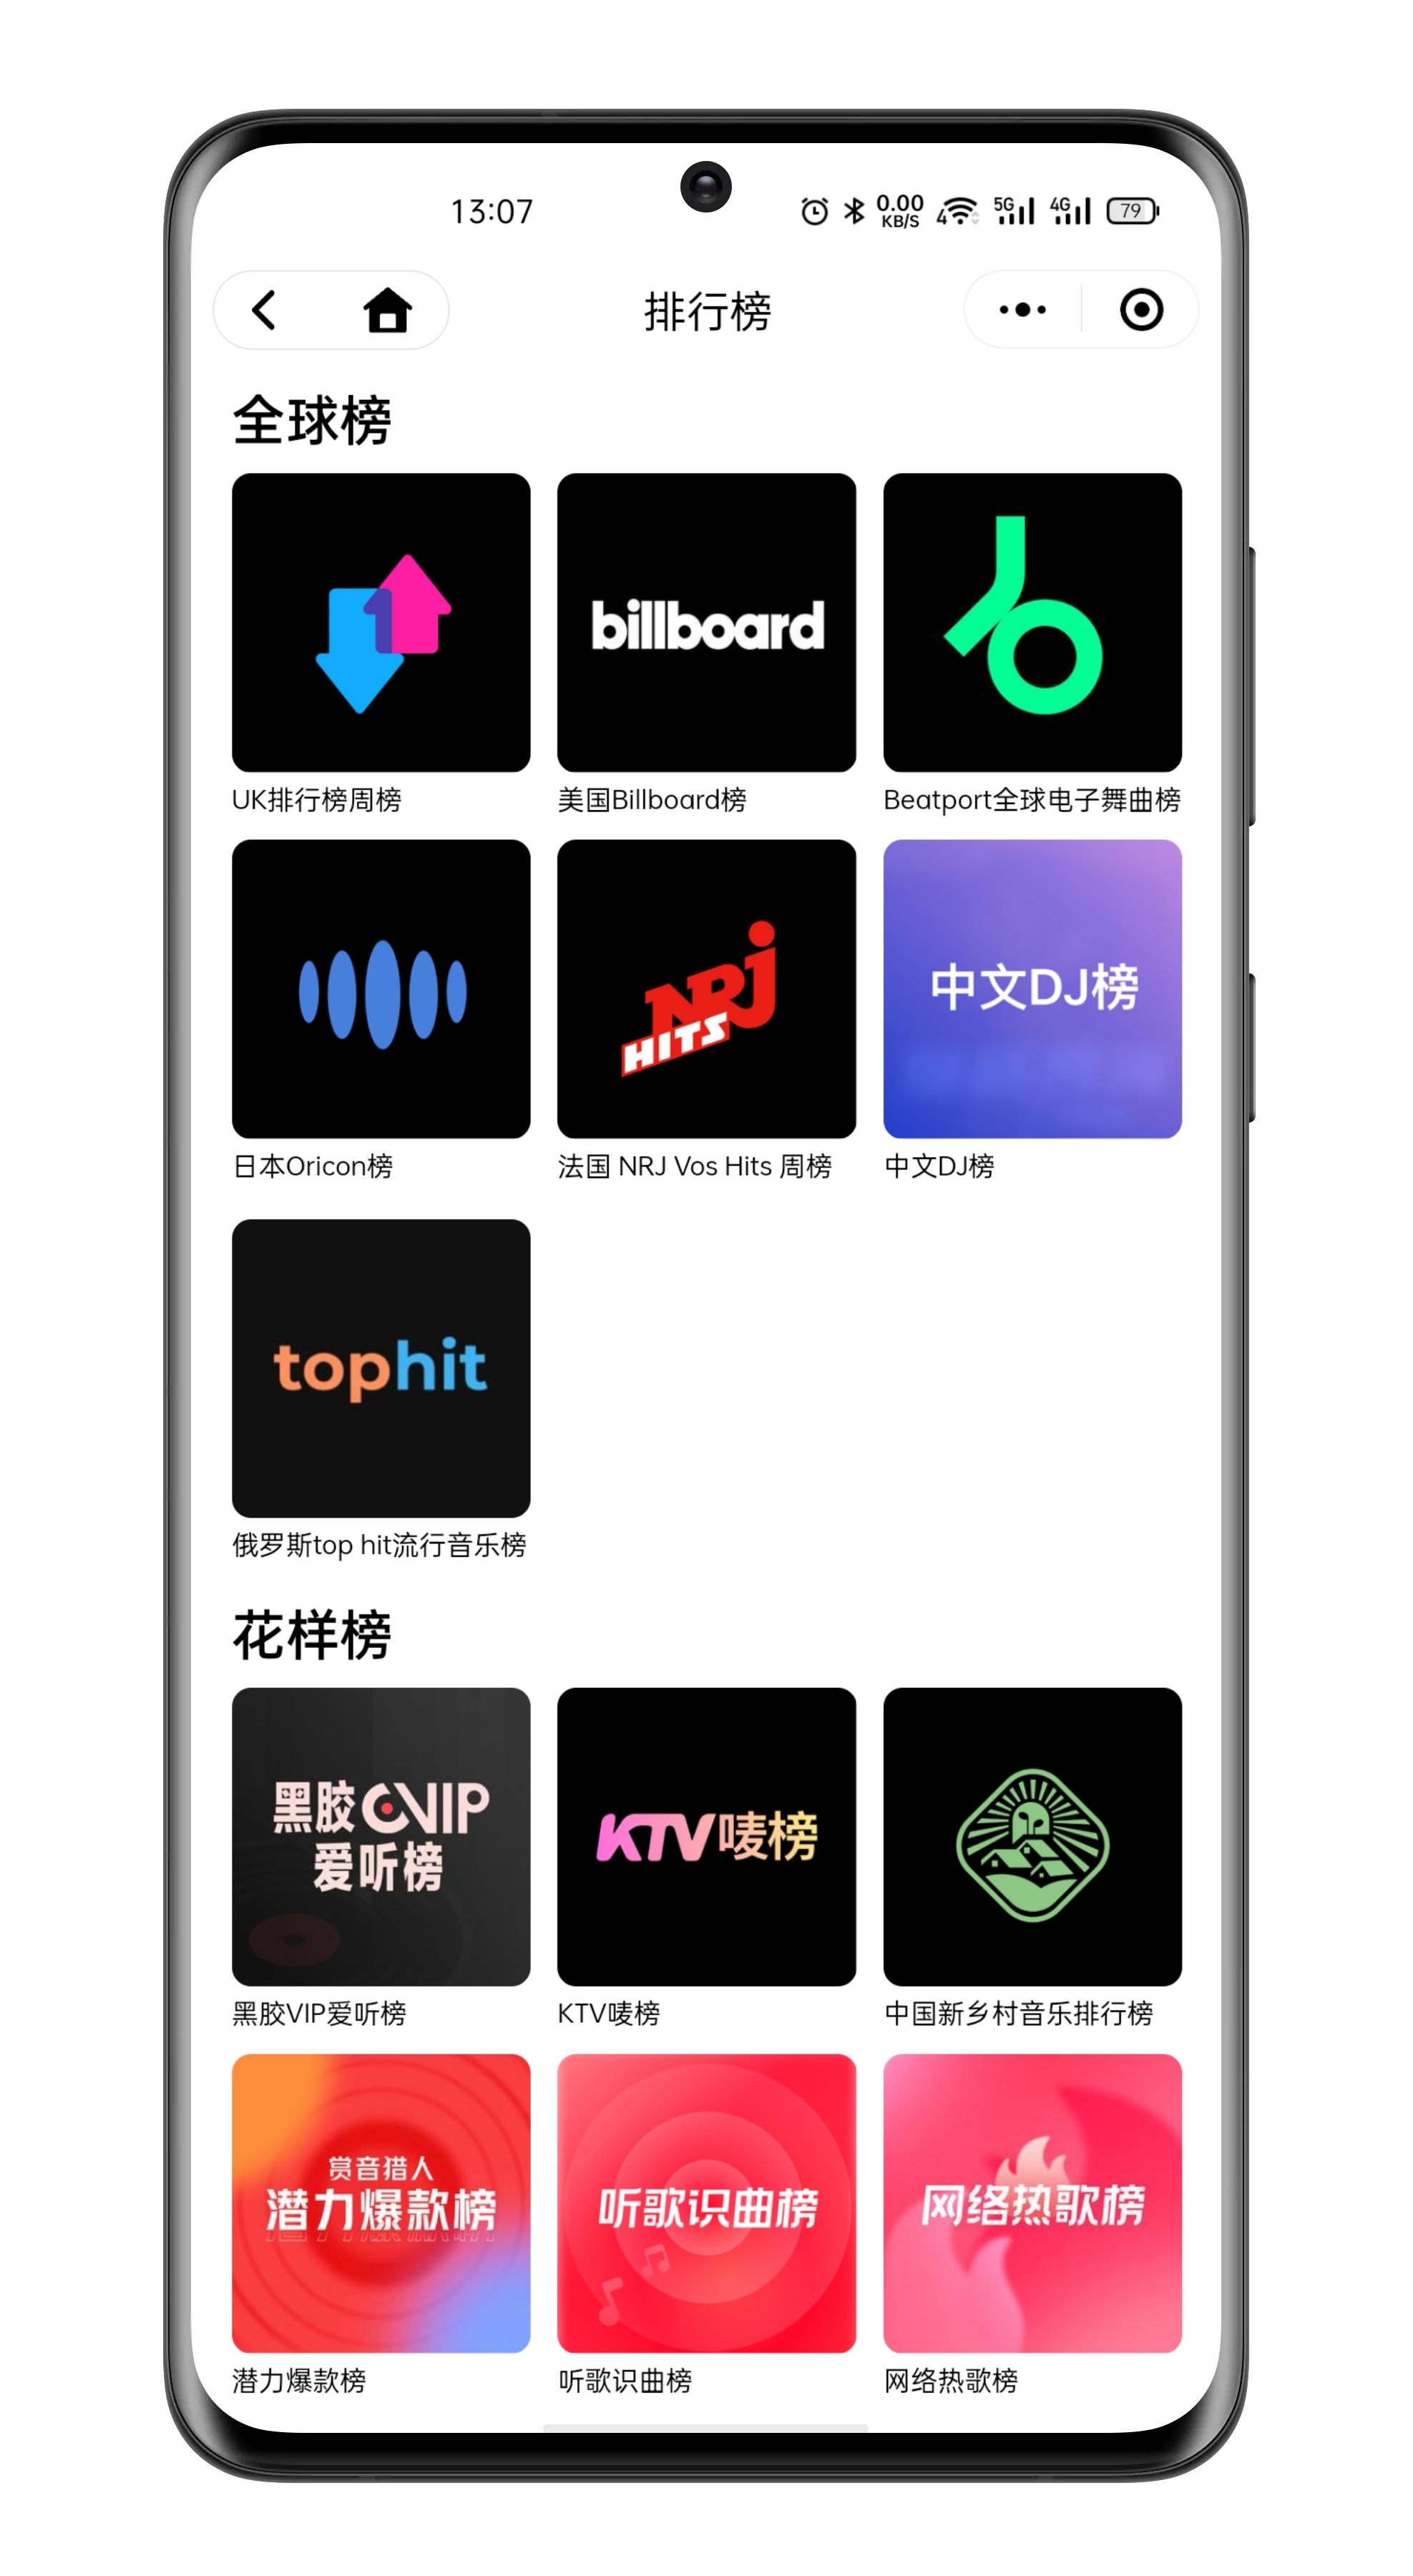 13:07
0.00
KB/S
4
5G
4G
79
排行榜
全球榜
billboard
UK排行榜周榜
美国Billboard榜
Beatport全球电子舞曲榜
NRJ
HITS
中文DJ榜
日本Oricon榜
法国 NRJ Vos Hits 周榜
中文DJ榜
tophit
俄罗斯top hit流行音乐榜
花样榜
黑胶VIP
爱听榜
KTV唛榜
黑胶VIP爱听榜
KTV唛榜
中国新乡村音乐排行榜
赏音猎人
潜力爆款榜
听歌识曲榜
网络热歌榜
潜力爆款榜
听歌识曲榜
网络热歌榜